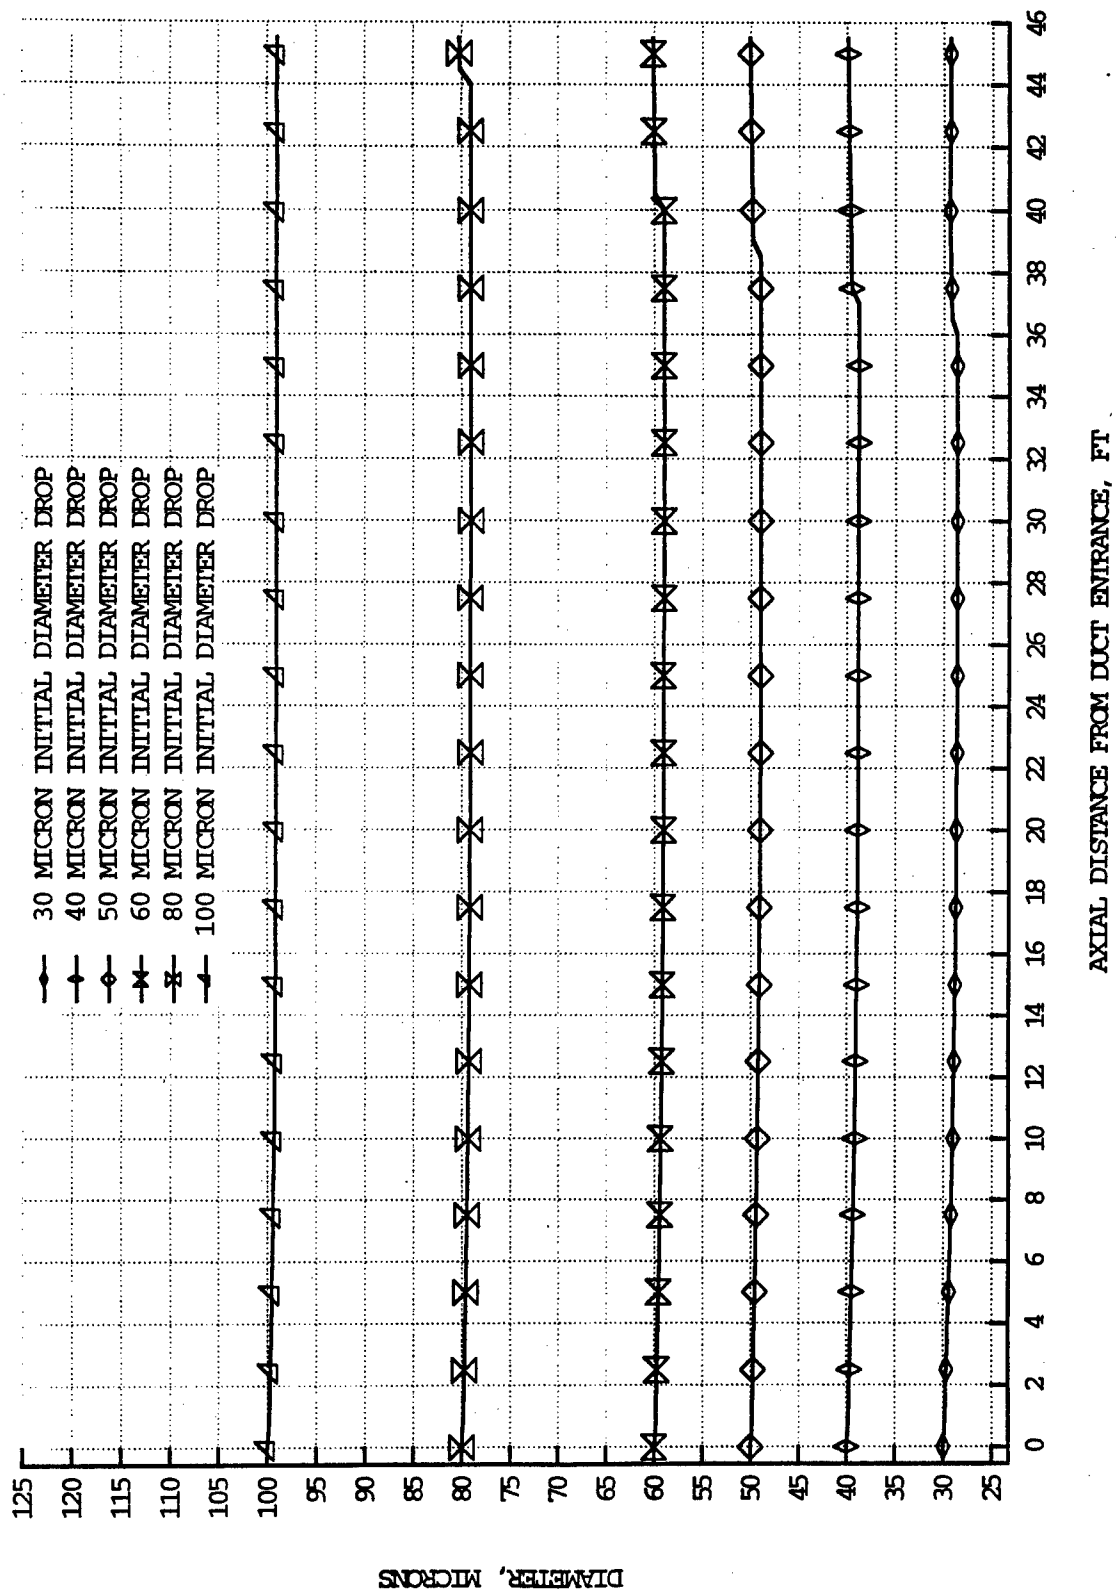 30 MICRON INITIAL DIAMETER DROP
40 MICRON INITIAL DIAMETER DROP
50 MICRON INITIAL DIAMETER DROP
60 MICRON INITIAL DIAMETER DROP
80 MICRON INITIAL DIAMETER DROP
100 MICRON INITIAL DIAMETER DROP
DIAMETER, MICRONS
125
120
115
110
105
100
95
90
85
80
75
70
65
60
55
50
45
40
35
30
25
0 2 4 6 8 10 12 14 16 18 20 22 24 26 28 30 32 34 36 38 40 42 44 46
AXIAL DISTANCE FROM DUCT ENTRANCE, FT